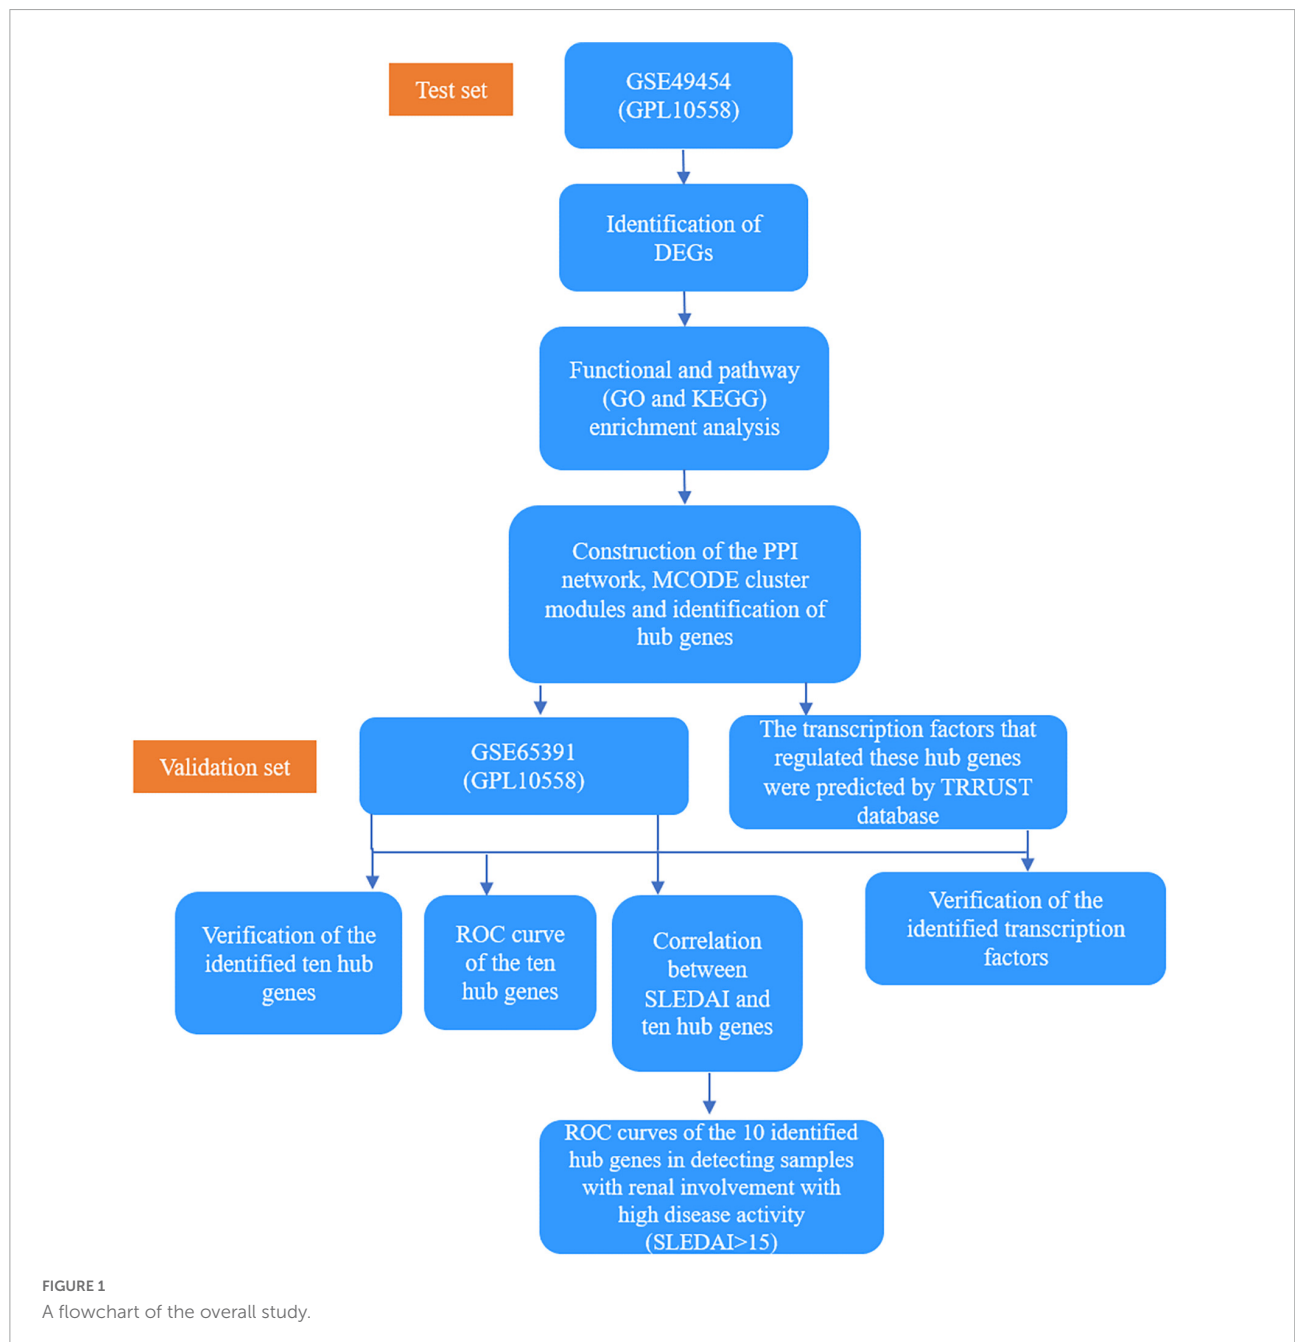 Test set
GSE49454
(GPL10558)
Identification of
DEGs
Functional and pathway
(GO and KEGG)
enrichment analysis
Construction of the PPI
network, MCODE cluster
modules and identification of
hub genes
Validation set
GSE65391
(GPL10558)
The transcription factors that
regulated these hub genes
were predicted by TRRUST
database
Verification of the
identified ten hub
genes
ROC curve
of the ten
hub genes
Correlation
between
SLEDAI and
ten hub genes
Verification of the
identified transcription
factors
ROC curves of the 10 identified
hub genes in detecting samples
with renal involvement with
high disease activity
(SLEDAI>15)
FIGURE 1
A flowchart of the overall study.